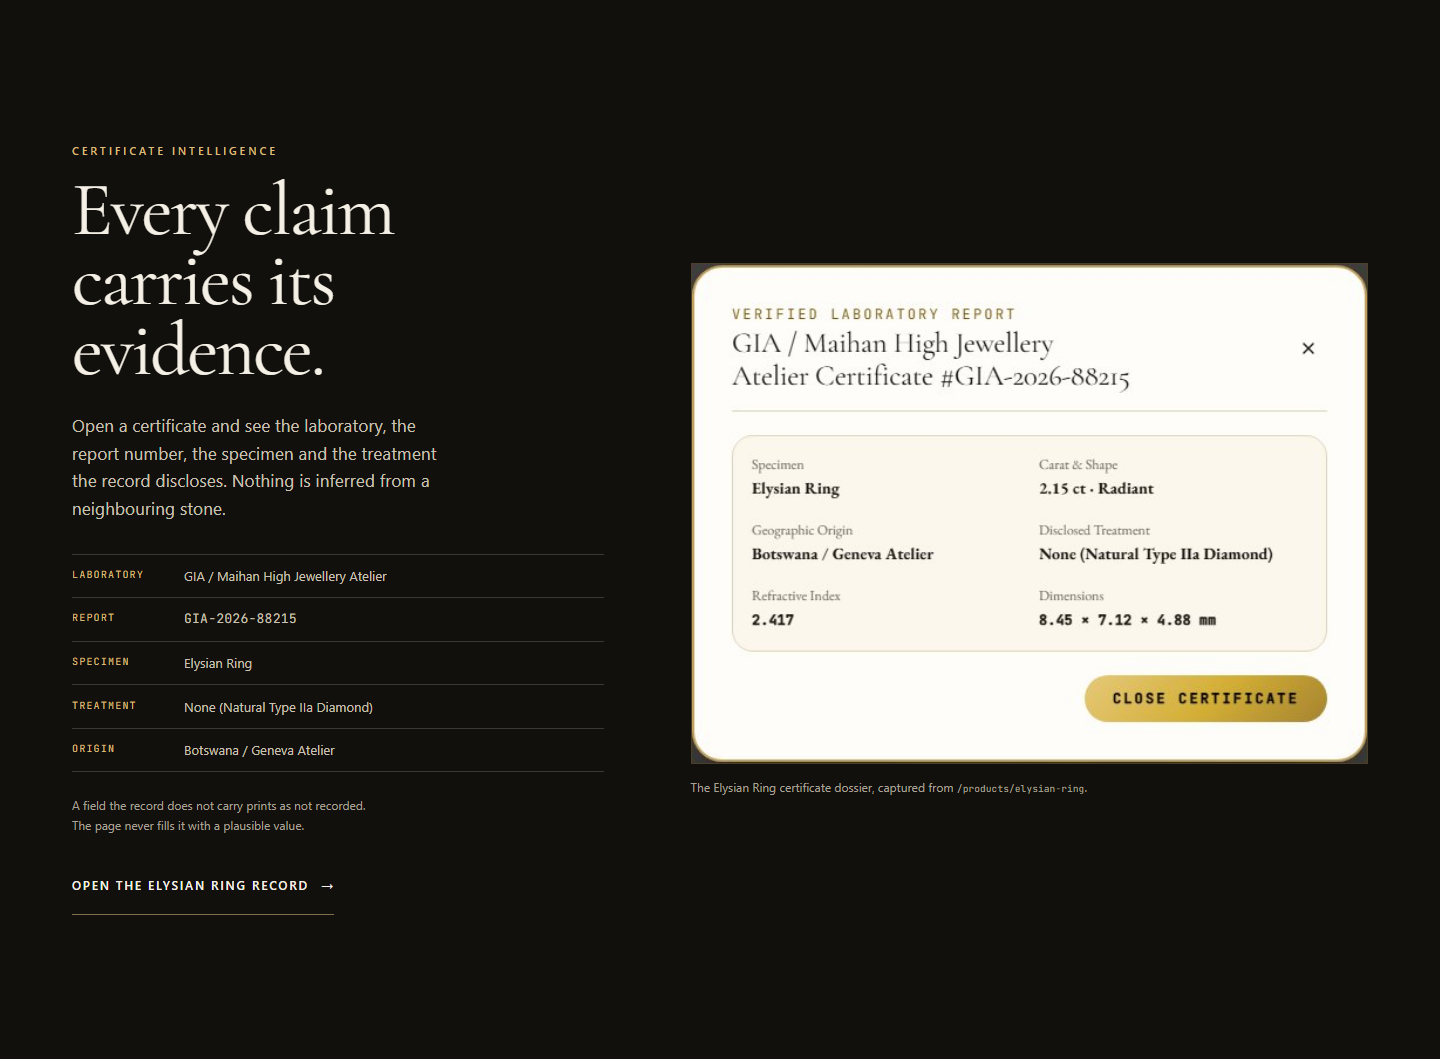 CERTIFICATE INTELLIGENCE
Every claim
carries its
evidence.
Open a certificate and see the laboratory, the
report number, the specimen and the treatment
the record discloses. Nothing is inferred from a
neighbouring stone.
LABORATORY GIA / Maihan High Jewellery Atelier
REPORT GIA-2026-88215
SPECIMEN Elysian Ring
TREATMENT None (Natural Type IIa Diamond)
ORIGIN Botswana / Geneva Atelier
A field the record does not carry prints as not recorded.
The page never fills it with a plausible value.
OPEN THE ELYSIAN RING RECORD →
VERIFIED LABORATORY REPORT
GIA / Maihan High Jewellery
Atelier Certificate #GIA-2026-88215
×
Specimen Carat & Shape
Elysian Ring 2.15 ct · Radiant
Geographic Origin Disclosed Treatment
Botswana / Geneva Atelier None (Natural Type IIa Diamond)
Refractive Index Dimensions
2.417 8.45 × 7.12 × 4.88 mm
CLOSE CERTIFICATE
The Elysian Ring certificate dossier, captured from /products/elysian-ring.